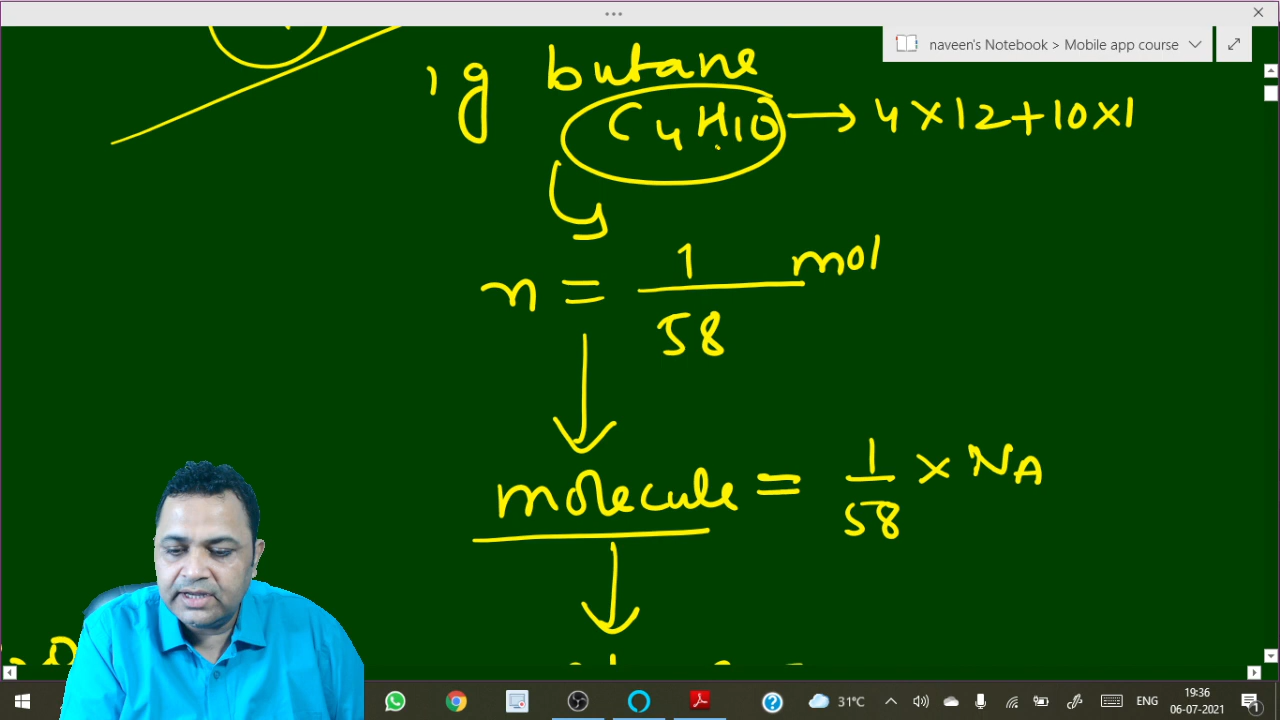 naveen's Notebook > Mobile app course
1g butane
C4H10 → 4×12+10×1
n = 1/58 mol
molecule = 1/58 × NA
31°C
ENG
19:36
06-07-2021
1